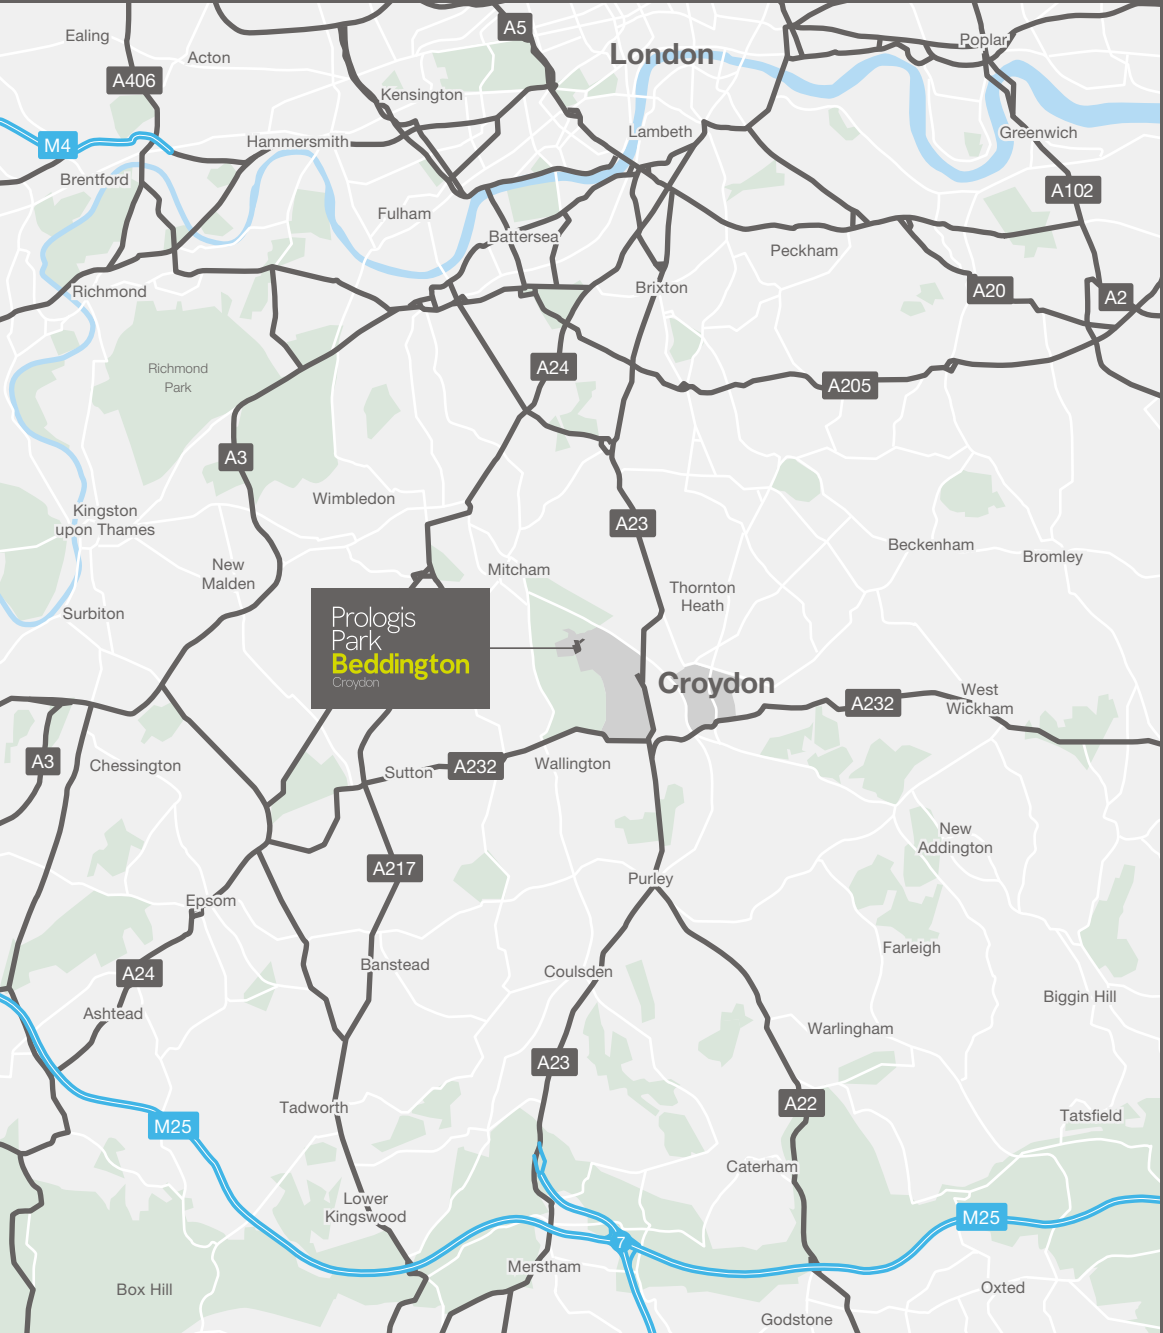 A5
Ealing
London
Poplar
Acton
A406
Kensington
Lambeth
Greenwich
M4
Hammersmith
Brentford
A102
Fulham
Battersea
Peckham
Richmond
Brixton
A20
A2
Richmond
Park
A24
A205
A3
Wimbledon
Kingston
upon Thames
A23
Beckenham
Bromley
New
Malden
Mitcham
Thornton
Heath
Surbiton
Prologis
Park
Beddington
Croydon
Croydon
A232
West
Wickham
A3
Chessington
Sutton
A232
Wallington
New
Addington
A217
Purley
Epsom
Farleigh
A24
Banstead
Coulsden
Biggin Hill
Ashtead
Warlingham
A23
A22
Tadworth
Tatsfield
M25
Caterham
Lower
Kingswood
M25
7
Merstham
Box Hill
Oxted
Godstone